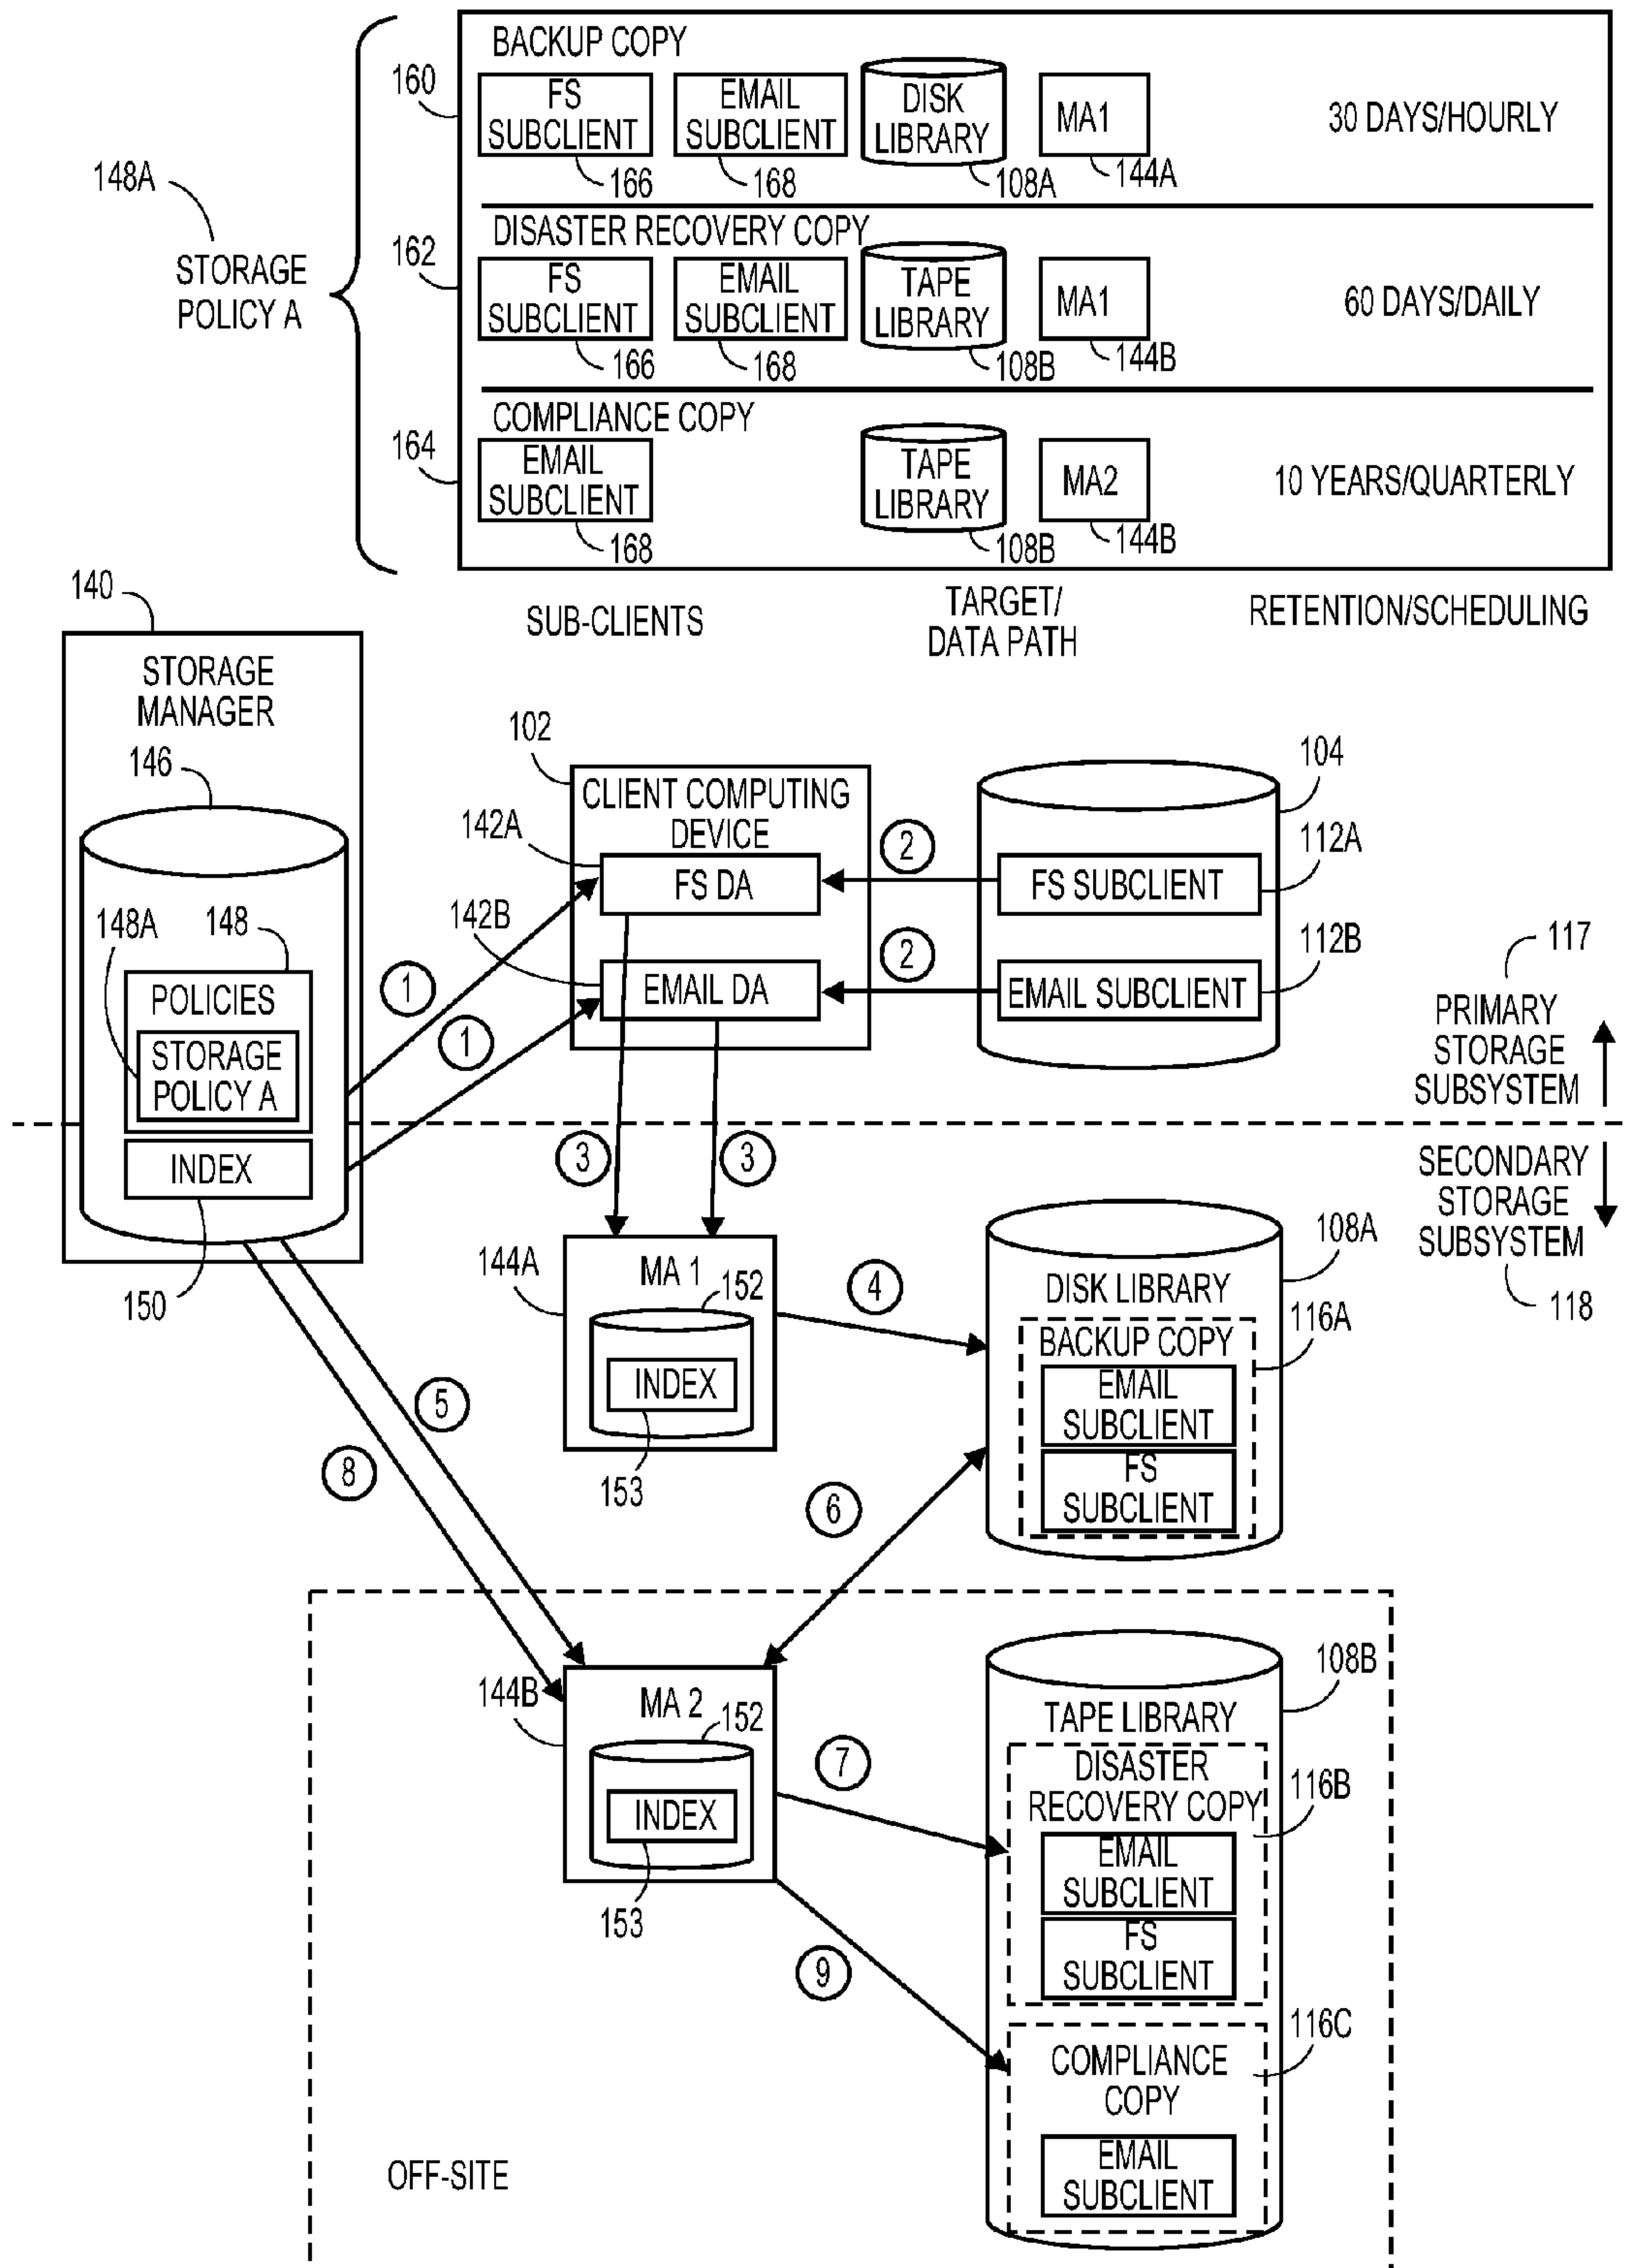 BACKUP COPY
160
FS
SUBCLIENT
166
EMAIL
SUBCLIENT
168
DISK
LIBRARY
108A
MA1
144A
30 DAYS/HOURLY
148A
STORAGE
POLICY A
DISASTER RECOVERY COPY
162
FS
SUBCLIENT
166
EMAIL
SUBCLIENT
168
TAPE
LIBRARY
108B
MA1
144B
60 DAYS/DAILY
COMPLIANCE COPY
164
EMAIL
SUBCLIENT
168
TAPE
LIBRARY
108B
MA2
144B
10 YEARS/QUARTERLY
SUB-CLIENTS
TARGET/
DATA PATH
RETENTION/SCHEDULING
140
STORAGE
MANAGER
146
148A
148
POLICIES
STORAGE
POLICY A
INDEX
150
102
CLIENT COMPUTING
DEVICE
142A
FS DA
142B
EMAIL DA
1
1
2
2
104
FS SUBCLIENT
112A
EMAIL SUBCLIENT
112B
117
PRIMARY
STORAGE
SUBSYSTEM
SECONDARY
STORAGE
SUBSYSTEM
118
3
3
144A
MA 1
152
INDEX
153
4
108A
DISK LIBRARY
116A
BACKUP COPY
EMAIL
SUBCLIENT
FS
SUBCLIENT
5
8
6
144B
MA 2
152
INDEX
153
7
9
108B
TAPE LIBRARY
DISASTER
RECOVERY COPY
116B
EMAIL
SUBCLIENT
FS
SUBCLIENT
116C
COMPLIANCE
COPY
EMAIL
SUBCLIENT
OFF-SITE